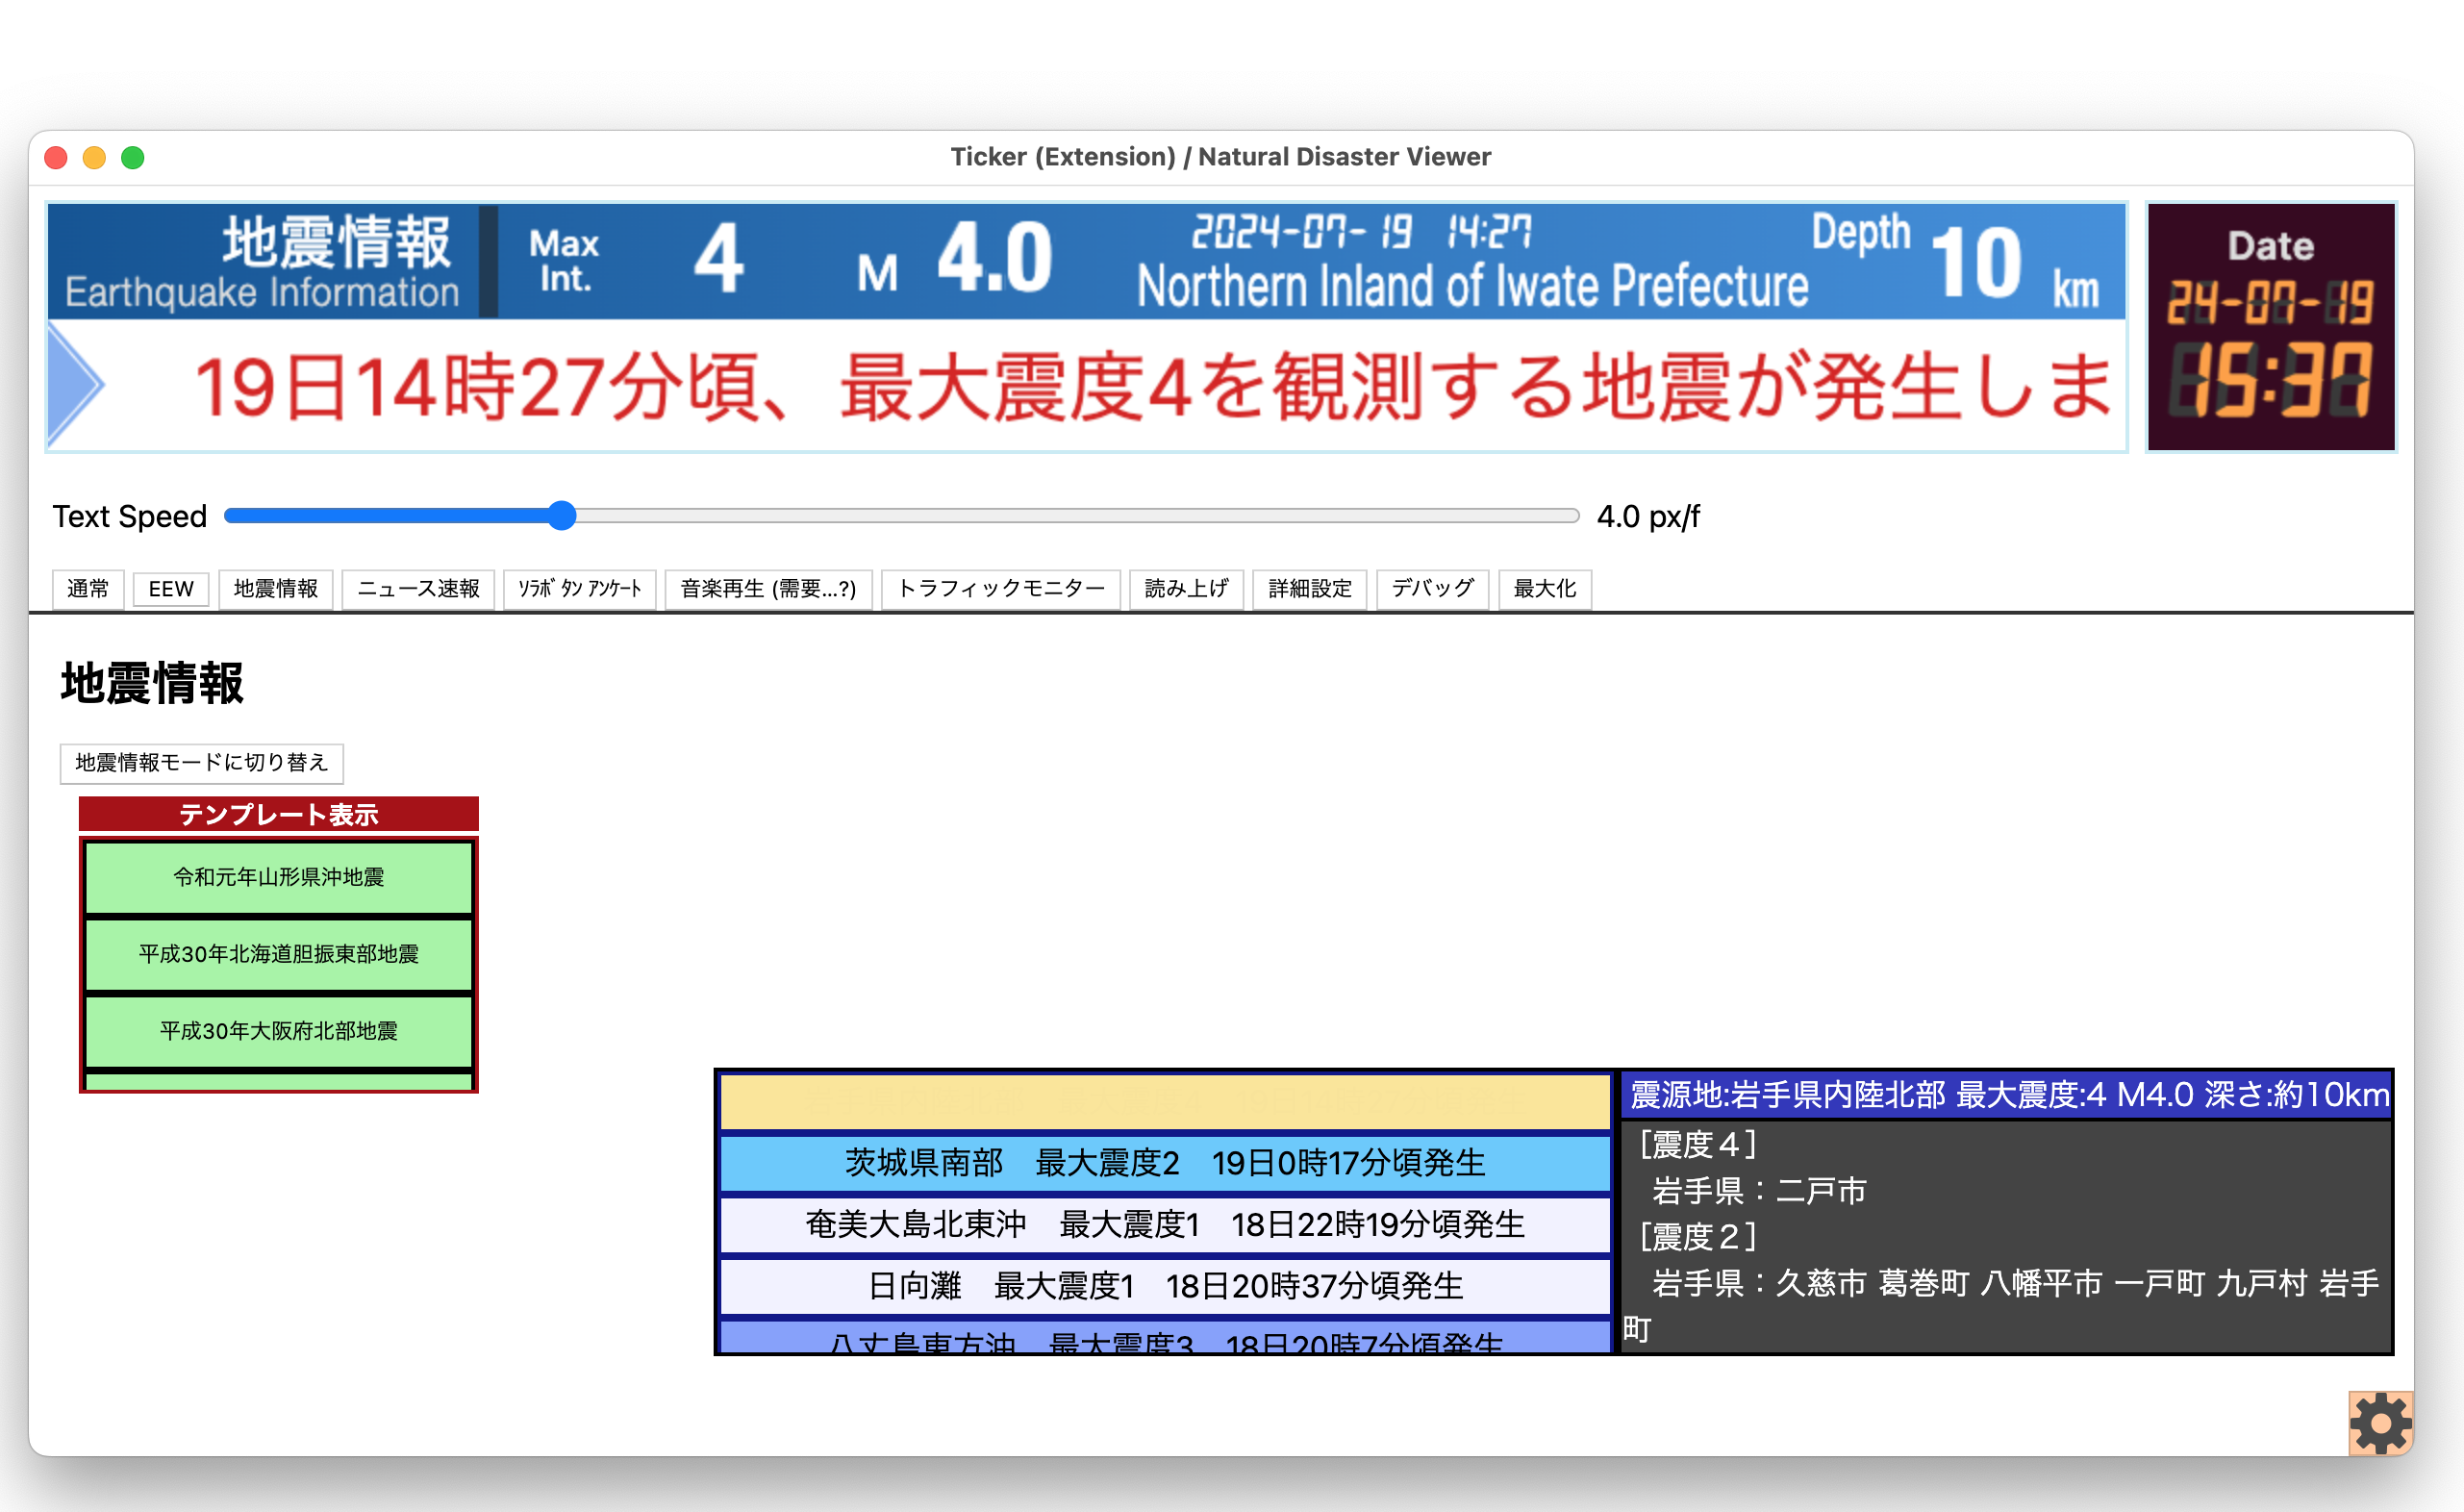 Ticker (Extension) / Natural Disaster Viewer
地震情報
Earthquake Information
Max Int.
4
M 4.0
2024-07-19 14:27
Northern Inland of Iwate Prefecture
Depth 10 km
Date
24-07-19
15:37
19日14時27分頃、最大震度4を観測する地震が発生しま
Text Speed 4.0 px/f
通常 EEW 地震情報 ニュース速報 ｿﾗﾎﾞﾀﾝ ｱﾝｹｰﾄ 音楽再生 (需要...?) トラフィックモニター 読み上げ 詳細設定 デバッグ 最大化
地震情報
地震情報モードに切り替え
テンプレート表示
令和元年山形県沖地震
平成30年北海道胆振東部地震
平成30年大阪府北部地震
茨城県南部　最大震度2　19日0時17分頃発生
奄美大島北東沖　最大震度1　18日22時19分頃発生
日向灘　最大震度1　18日20時37分頃発生
八丈島東方沖　最大震度3　18日20時7分頃発生
震源地:岩手県内陸北部 最大震度:4 M4.0 深さ:約10km
［震度４］
岩手県：二戸市
［震度２］
岩手県：久慈市 葛巻町 八幡平市 一戸町 九戸村 岩手
町